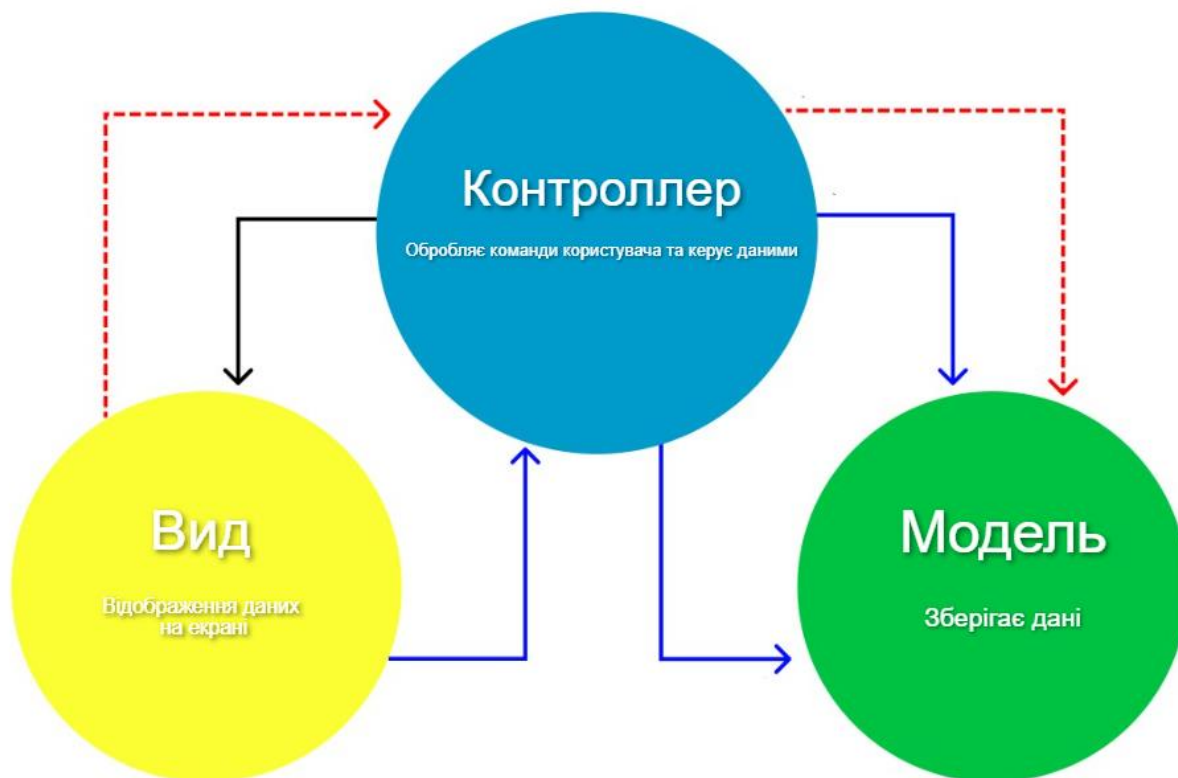 Контроллер
Обробляє команди користувача та керує даними
Вид
Відображення даних
на екрані
Модель
Зберігає дані